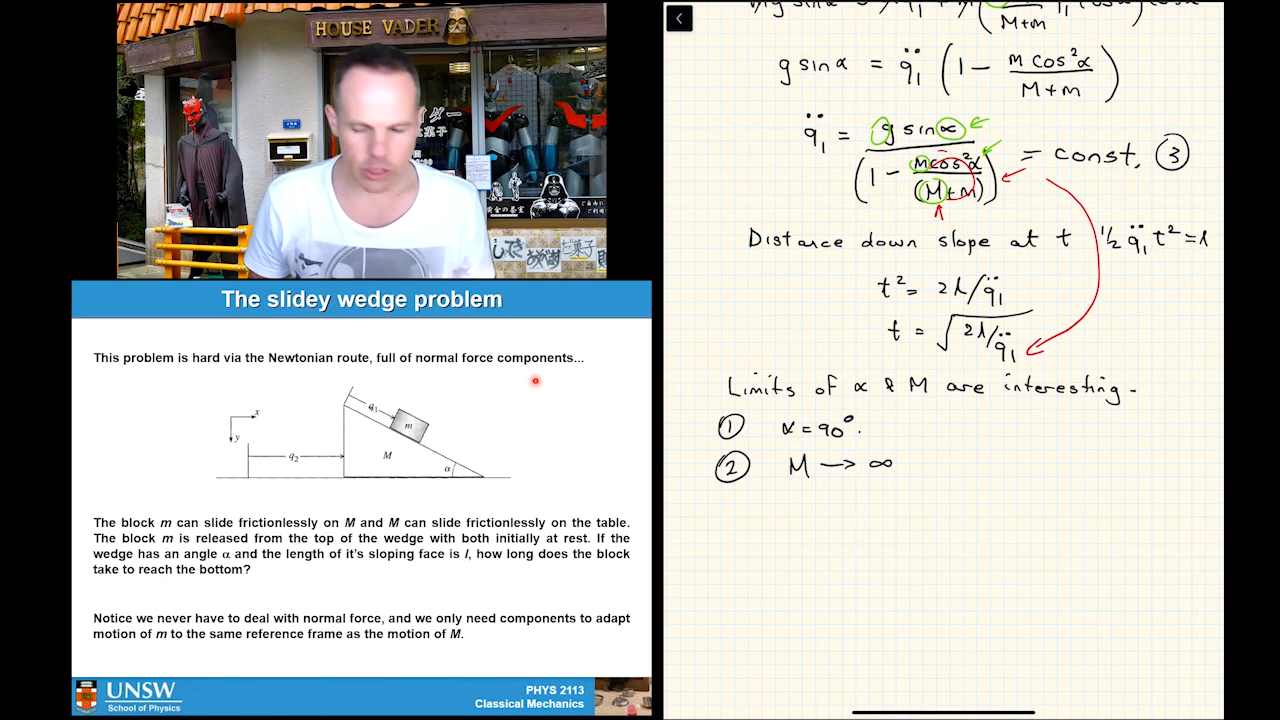 HOUSE VADER
The slidey wedge problem
This problem is hard via the Newtonian route, full of normal force components...
x
y
q₁
m
q₂
M
α
The block m can slide frictionlessly on M and M can slide frictionlessly on the table.
The block m is released from the top of the wedge with both initially at rest. If the
wedge has an angle α and the length of it's sloping face is l, how long does the block
take to reach the bottom?
Notice we never have to deal with normal force, and we only need components to adapt
motion of m to the same reference frame as the motion of M.
UNSW
School of Physics
PHYS 2113
Classical Mechanics
M+m
g sin α = q̈₁ (1 - m cos²α / M+m)
q̈₁ = g sin α / (1 - m cos²α / (M+m)) = const, ③
Distance down slope at t ½ q̈₁ t² = l
t² = 2l/q̈₁
t = √2l/q̈₁
Limits of α & M are interesting -
① α = 90°.
② M → ∞